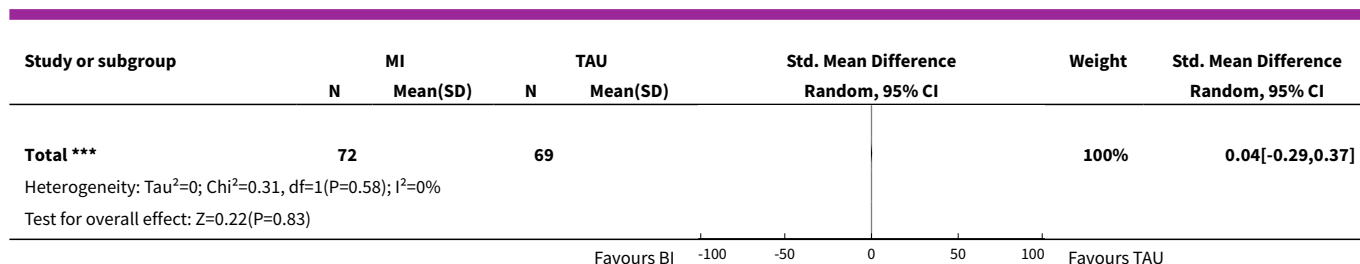 Study or subgroup MI TAU Std. Mean Difference Weight Std. Mean Difference
N Mean(SD) N Mean(SD) Random, 95% CI Random, 95% CI
Total *** 72 69 100% 0.04[-0.29,0.37]
Heterogeneity: Tau²=0; Chi²=0.31, df=1(P=0.58); I²=0%
Test for overall effect: Z=0.22(P=0.83)
Favours BI -100 -50 0 50 100 Favours TAU